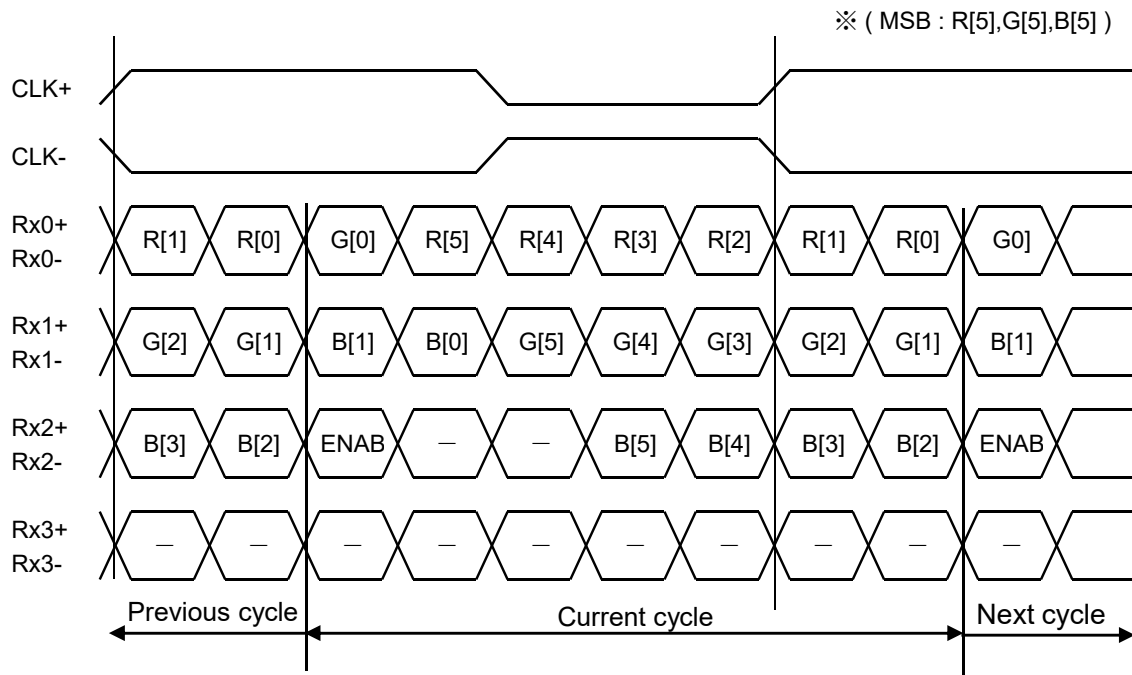 ※ ( MSB : R[5],G[5],B[5] )
CLK+
CLK-
Rx0+
Rx0-
R[1] R[0] G[0] R[5] R[4] R[3] R[2] R[1] R[0] G0]
Rx1+
Rx1-
G[2] G[1] B[1] B[0] G[5] G[4] G[3] G[2] G[1] B[1]
Rx2+
Rx2-
B[3] B[2] ENAB — — B[5] B[4] B[3] B[2] ENAB
Rx3+
Rx3-
— — — — — — — — — —
Previous cycle Current cycle Next cycle